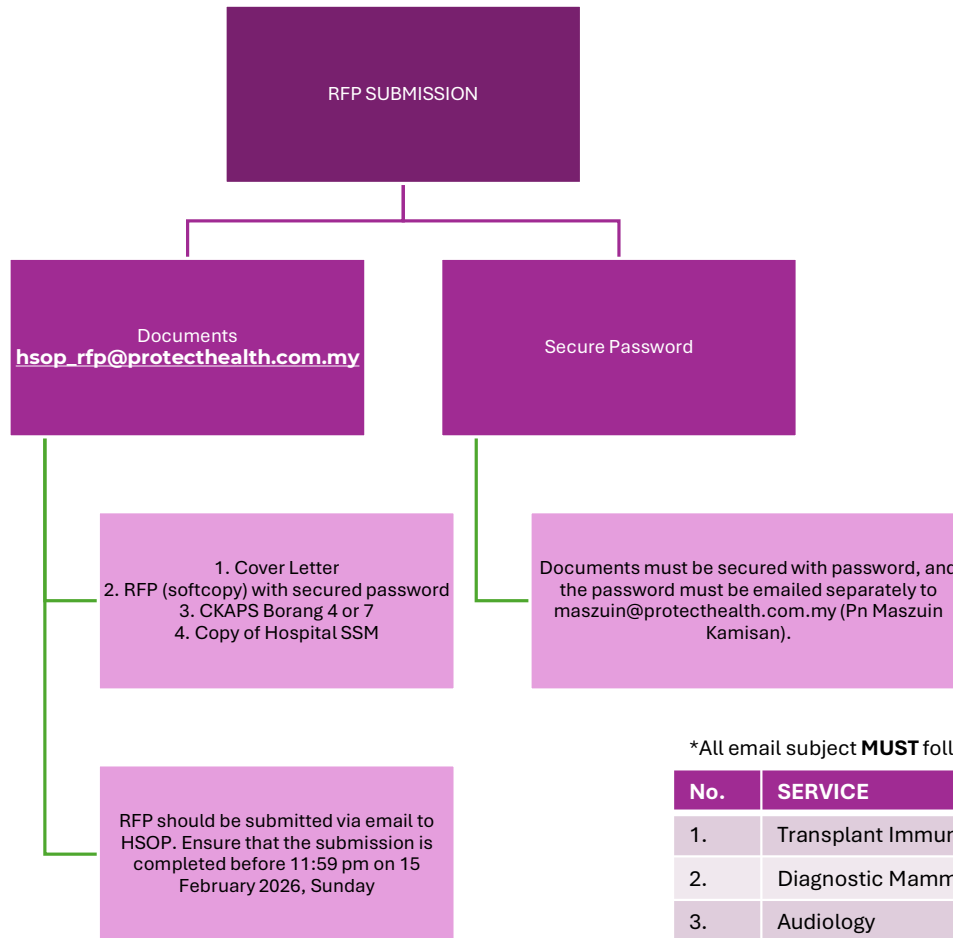 RFP SUBMISSION
Documents
hsop_rfp@protecthealth.com.my
Secure Password
1. Cover Letter
2. RFP (softcopy) with secured password
3. CKAPS Borang 4 or 7
4. Copy of Hospital SSM
Documents must be secured with password, and
the password must be emailed separately to
maszuin@protecthealth.com.my (Pn Maszuin
Kamisan).
RFP should be submitted via email to
HSOP. Ensure that the submission is
completed before 11:59 pm on 15
February 2026, Sunday
*All email subject MUST
No. SERVICE
1. Transplant
2. Diagnostic
3. Audiology